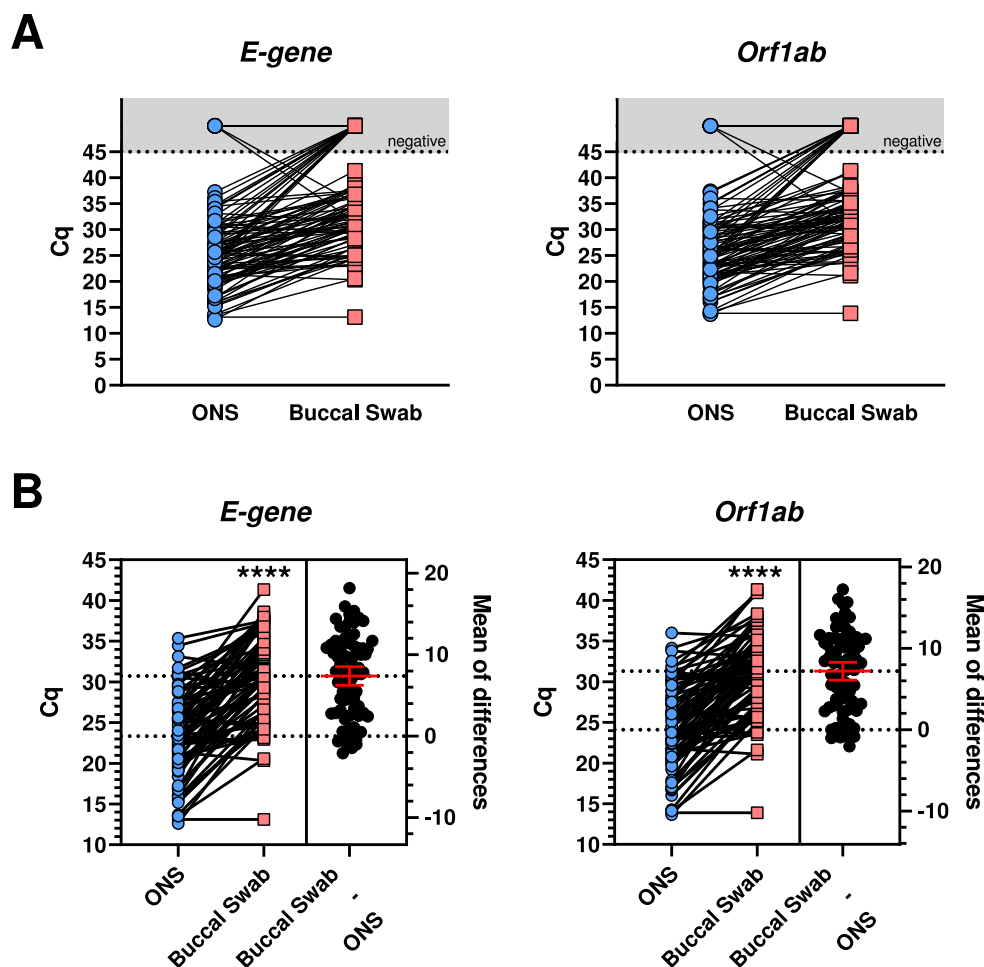 A
E-gene
Orf1ab
negative
negative
45
40
35
30
25
20
15
10
5
0
Cq
ONS
Buccal Swab
45
40
35
30
25
20
15
10
5
0
Cq
ONS
Buccal Swab
B
E-gene
Orf1ab
45
40
35
30
25
20
15
10
Cq
****
20
10
0
-10
Mean of differences
ONS
Buccal Swab
Buccal Swab
-
ONS
45
40
35
30
25
20
15
10
Cq
****
20
10
0
-10
Mean of differences
ONS
Buccal Swab
Buccal Swab
-
ONS